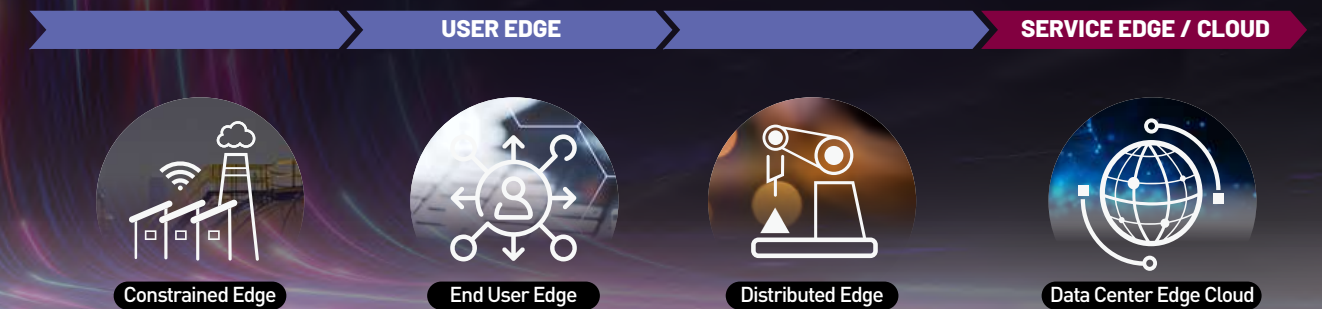 USER EDGE
SERVICE EDGE / CLOUD
Constrained Edge
End User Edge
Distributed Edge
Data Center Edge Cloud